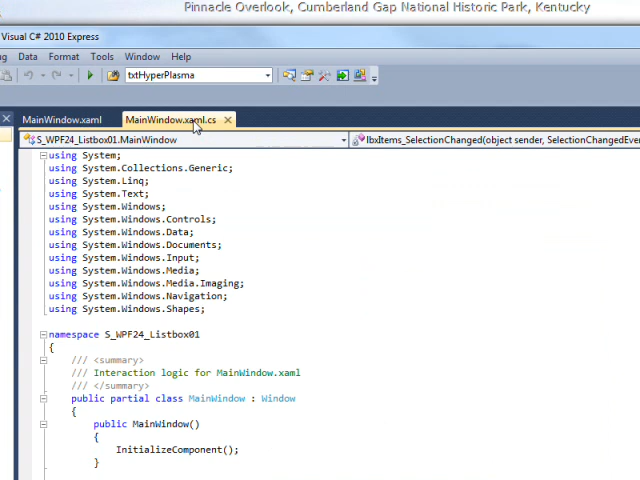 Pinnacle Overlook, Cumberland Gap National Historic Park, Kentucky
Visual C# 2010 Express
ug Data Format Tools Window Help
txtHyperPlasma
MainWindow.xaml MainWindow.xaml.cs
S_WPF24_Listbox01.MainWindow lbxItems_SelectionChanged(object sender, SelectionChangedEver
using System;
using System.Collections.Generic;
using System.Linq;
using System.Text;
using System.Windows;
using System.Windows.Controls;
using System.Windows.Data;
using System.Windows.Documents;
using System.Windows.Input;
using System.Windows.Media;
using System.Windows.Media.Imaging;
using System.Windows.Navigation;
using System.Windows.Shapes;
namespace S_WPF24_Listbox01
{
/// <summary>
/// Interaction logic for MainWindow.xaml
/// </summary>
public partial class MainWindow : Window
{
public MainWindow()
{
InitializeComponent();
}